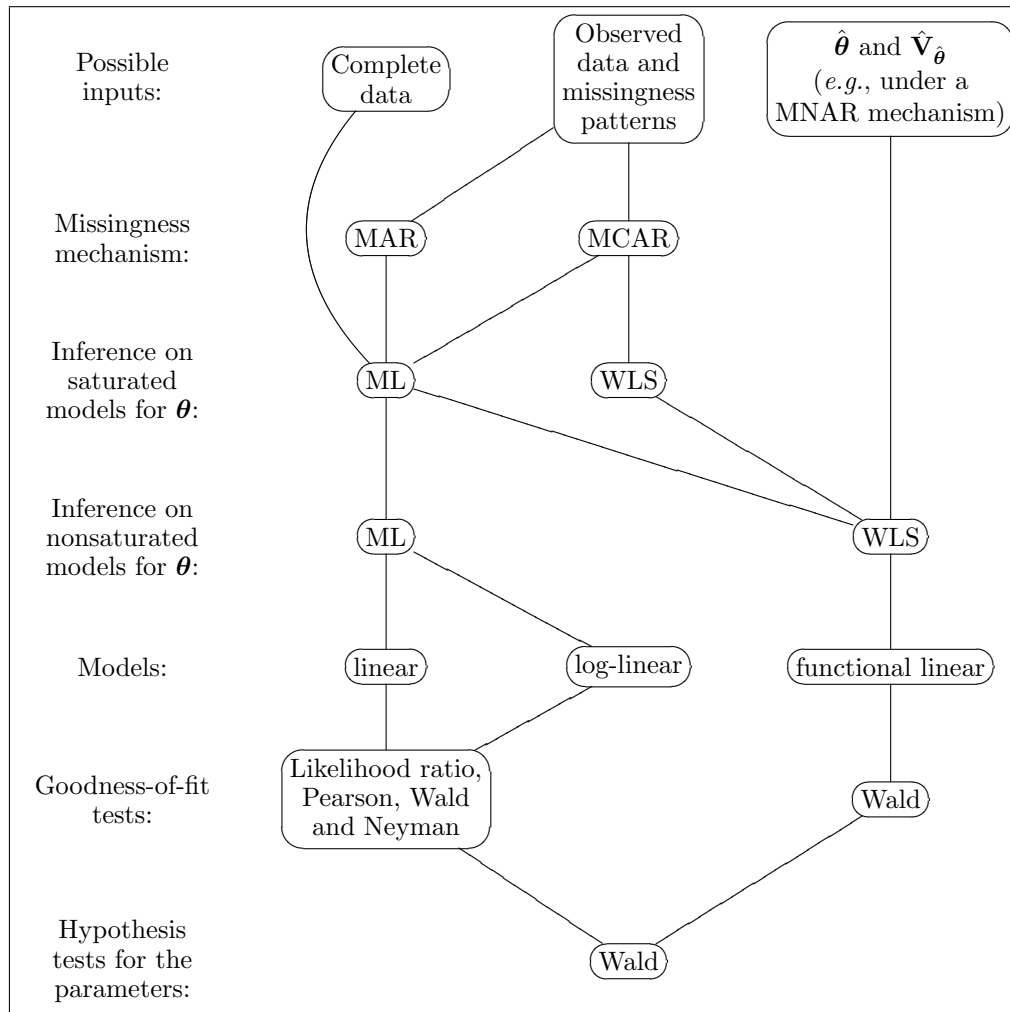 Possible
inputs:
Complete
data
Observed
data and
missingness
patterns
θ̂ and V̂_θ̂
(e.g., under a
MNAR mechanism)
Missingness
mechanism:
MAR
MCAR
Inference on
saturated
models for θ:
ML
WLS
Inference on
nonsaturated
models for θ:
ML
WLS
Models:
linear
log-linear
functional linear
Goodness-of-fit
tests:
Likelihood ratio,
Pearson, Wald
and Neyman
Wald
Hypothesis
tests for the
parameters:
Wald